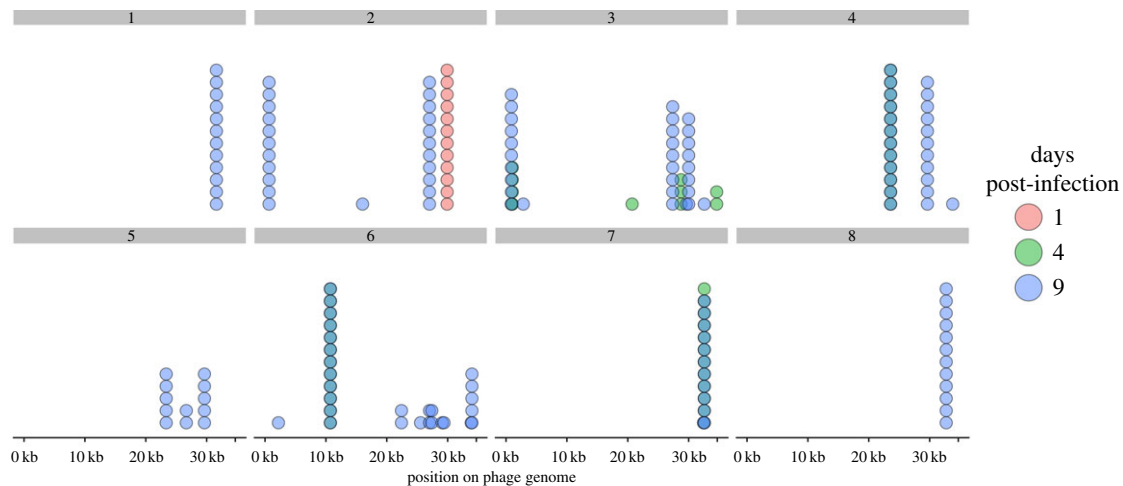 1 2 3 4
days
post-infection
1
4
9
5 6 7 8
0 kb 10 kb 20 kb 30 kb 0 kb 10 kb 20 kb 30 kb 0 kb 10 kb 20 kb 30 kb 0 kb 10 kb 20 kb 30 kb
position on phage genome